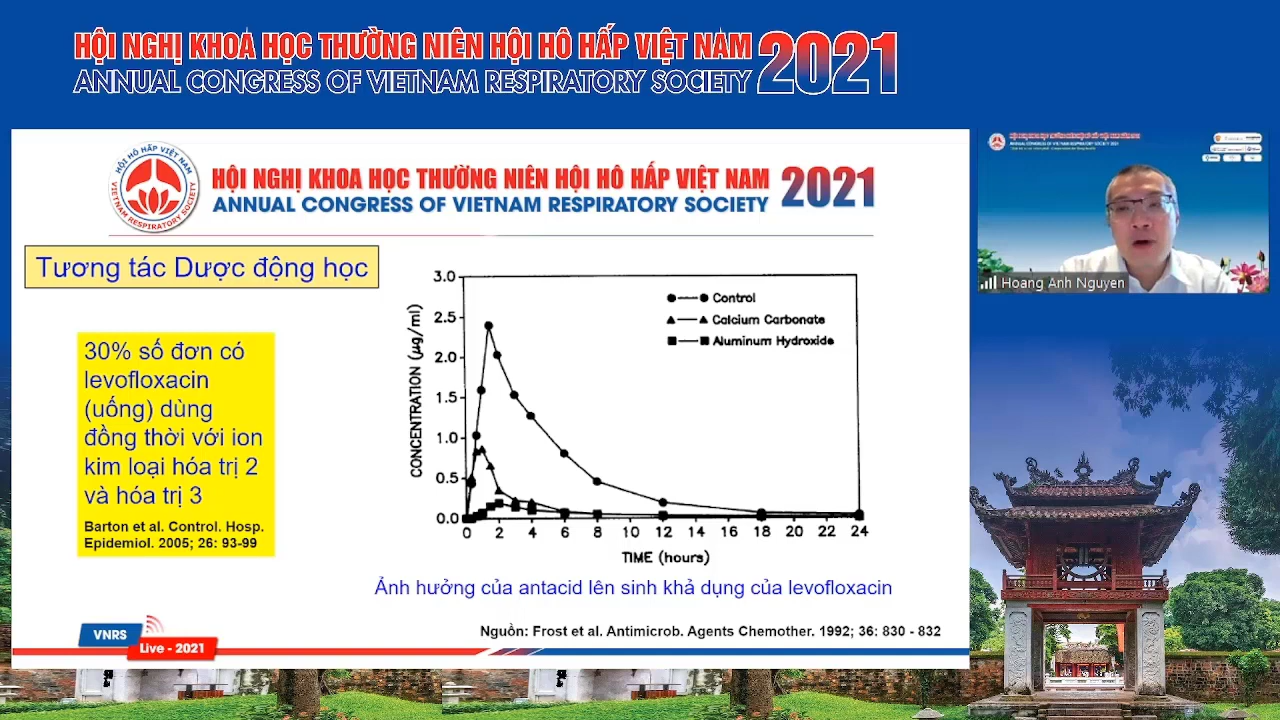 HỘI NGHỊ KHOA HỌC THƯỜNG NIÊN HỘI HÔ HẤP VIỆT NAM 2021
ANNUAL CONGRESS OF VIETNAM RESPIRATORY SOCIETY
HỘI HÔ HẤP VIỆT NAM
VIETNAM RESPIRATORY SOCIETY
HỘI NGHỊ KHOA HỌC THƯỜNG NIÊN HỘI HÔ HẤP VIỆT NAM 2021
ANNUAL CONGRESS OF VIETNAM RESPIRATORY SOCIETY
Hoang Anh Nguyen
Tương tác Dược động học
30% số đơn có
levofloxacin
(uống) dùng
đồng thời với ion
kim loại hóa trị 2
và hóa trị 3
Barton et al. Control. Hosp.
Epidemiol. 2005; 26: 93-99
CONCENTRATION (µg/ml)
3.0
2.5
2.0
1.5
1.0
0.5
0.0
Control
Calcium Carbonate
Aluminum Hydroxide
0 2 4 6 8 10 12 14 16 18 20 22 24
TIME (hours)
Ảnh hưởng của antacid lên sinh khả dụng của levofloxacin
Nguồn: Frost et al. Antimicrob. Agents Chemother. 1992; 36: 830 - 832
VNRS
Live - 2021